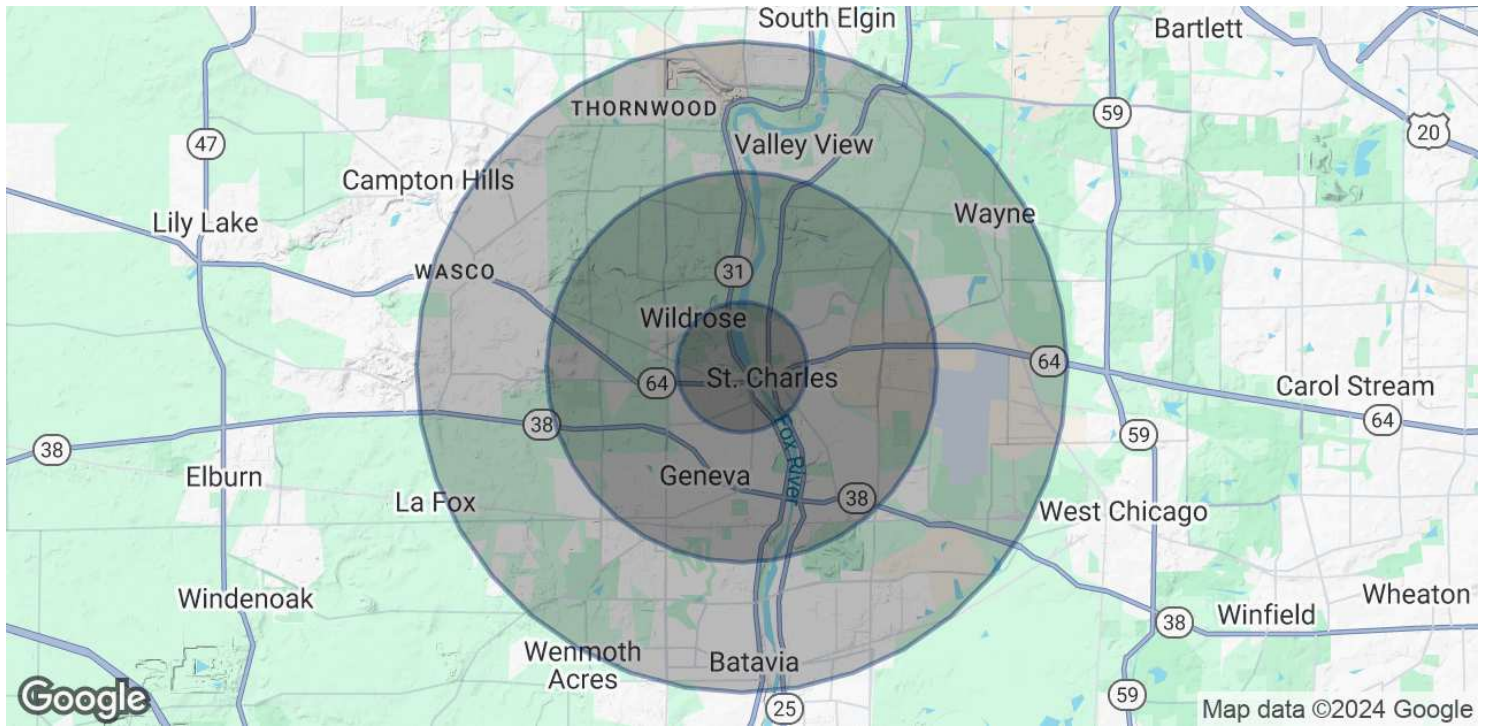 South Elgin
Bartlett
THORNWOOD
59
20
47
Valley View
Campton Hills
Lily Lake
Wayne
WASCO
31
Wildrose
64
64
St. Charles
Carol Stream
64
38
38
59
Fox River
Elburn
Geneva
La Fox
38
West Chicago
Windenoak
Wheaton
Winfield
38
Wenmoth
Acres
Batavia
59
25
Google
Map data ©2024 Google